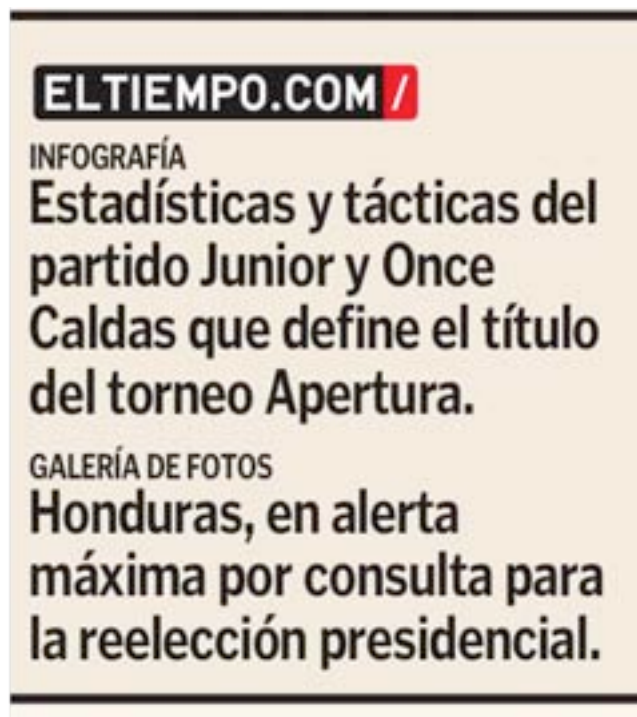 ELTIEMPO.COM/
INFOGRAFÍA
Estadísticas y tácticas del
partido Junior y Once
Caldas que define el título
del torneo Apertura.
GALERÍA DE FOTOS
Honduras, en alerta
máxima por consulta para
la reelección presidencial.